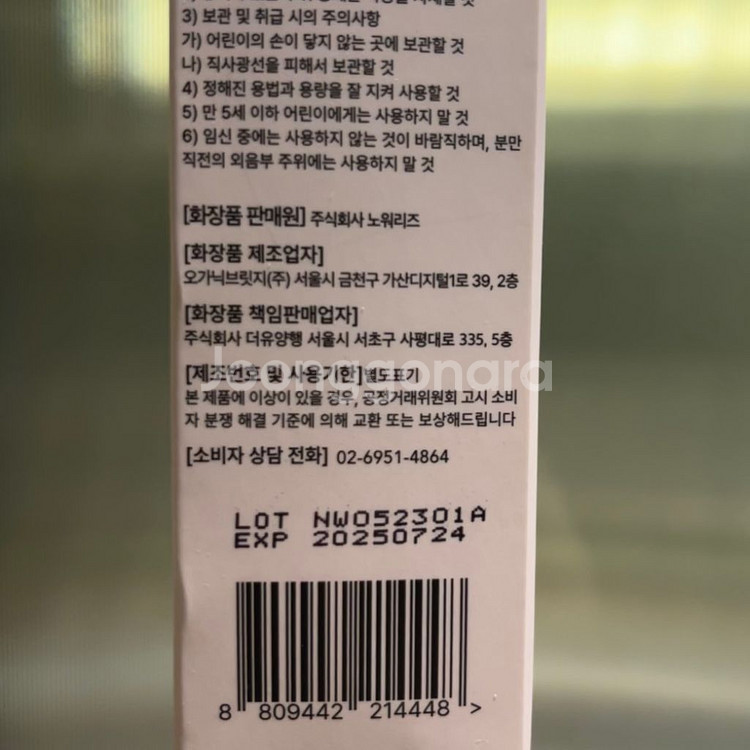 3) 보관 및 취급 시의 주의사항
가) 어린이의 손이 닿지 않는 곳에 보관할 것
나) 직사광선을 피해서 보관할 것
4) 정해진 용법과 용량을 잘 지켜 사용할 것
5) 만 5세 이하 어린이에게는 사용하지 말 것
6) 임신 중에는 사용하지 않는 것이 바람직하며, 분만
직전의 외음부 주위에는 사용하지 말 것
[화장품 판매원] 주식회사 노워리즈
[화장품 제조업자]
오가닉브릿지(주) 서울시 금천구 가산디지털1로 39, 2층
[화장품 책임판매업자]
주식회사 더유양행 서울시 서초구 사평대로 335, 5층
[제조번호 및 사용기한]별도표기
Joonggonara
본 제품에 이상이 있을 경우, 공정거래위원회 고시 소비
자 분쟁 해결 기준에 의해 교환 또는 보상해드립니다
[소비자 상담 전화] 02-6951-4864
LOT NWO52301A
EXP 20250724
8 809442 214448 >